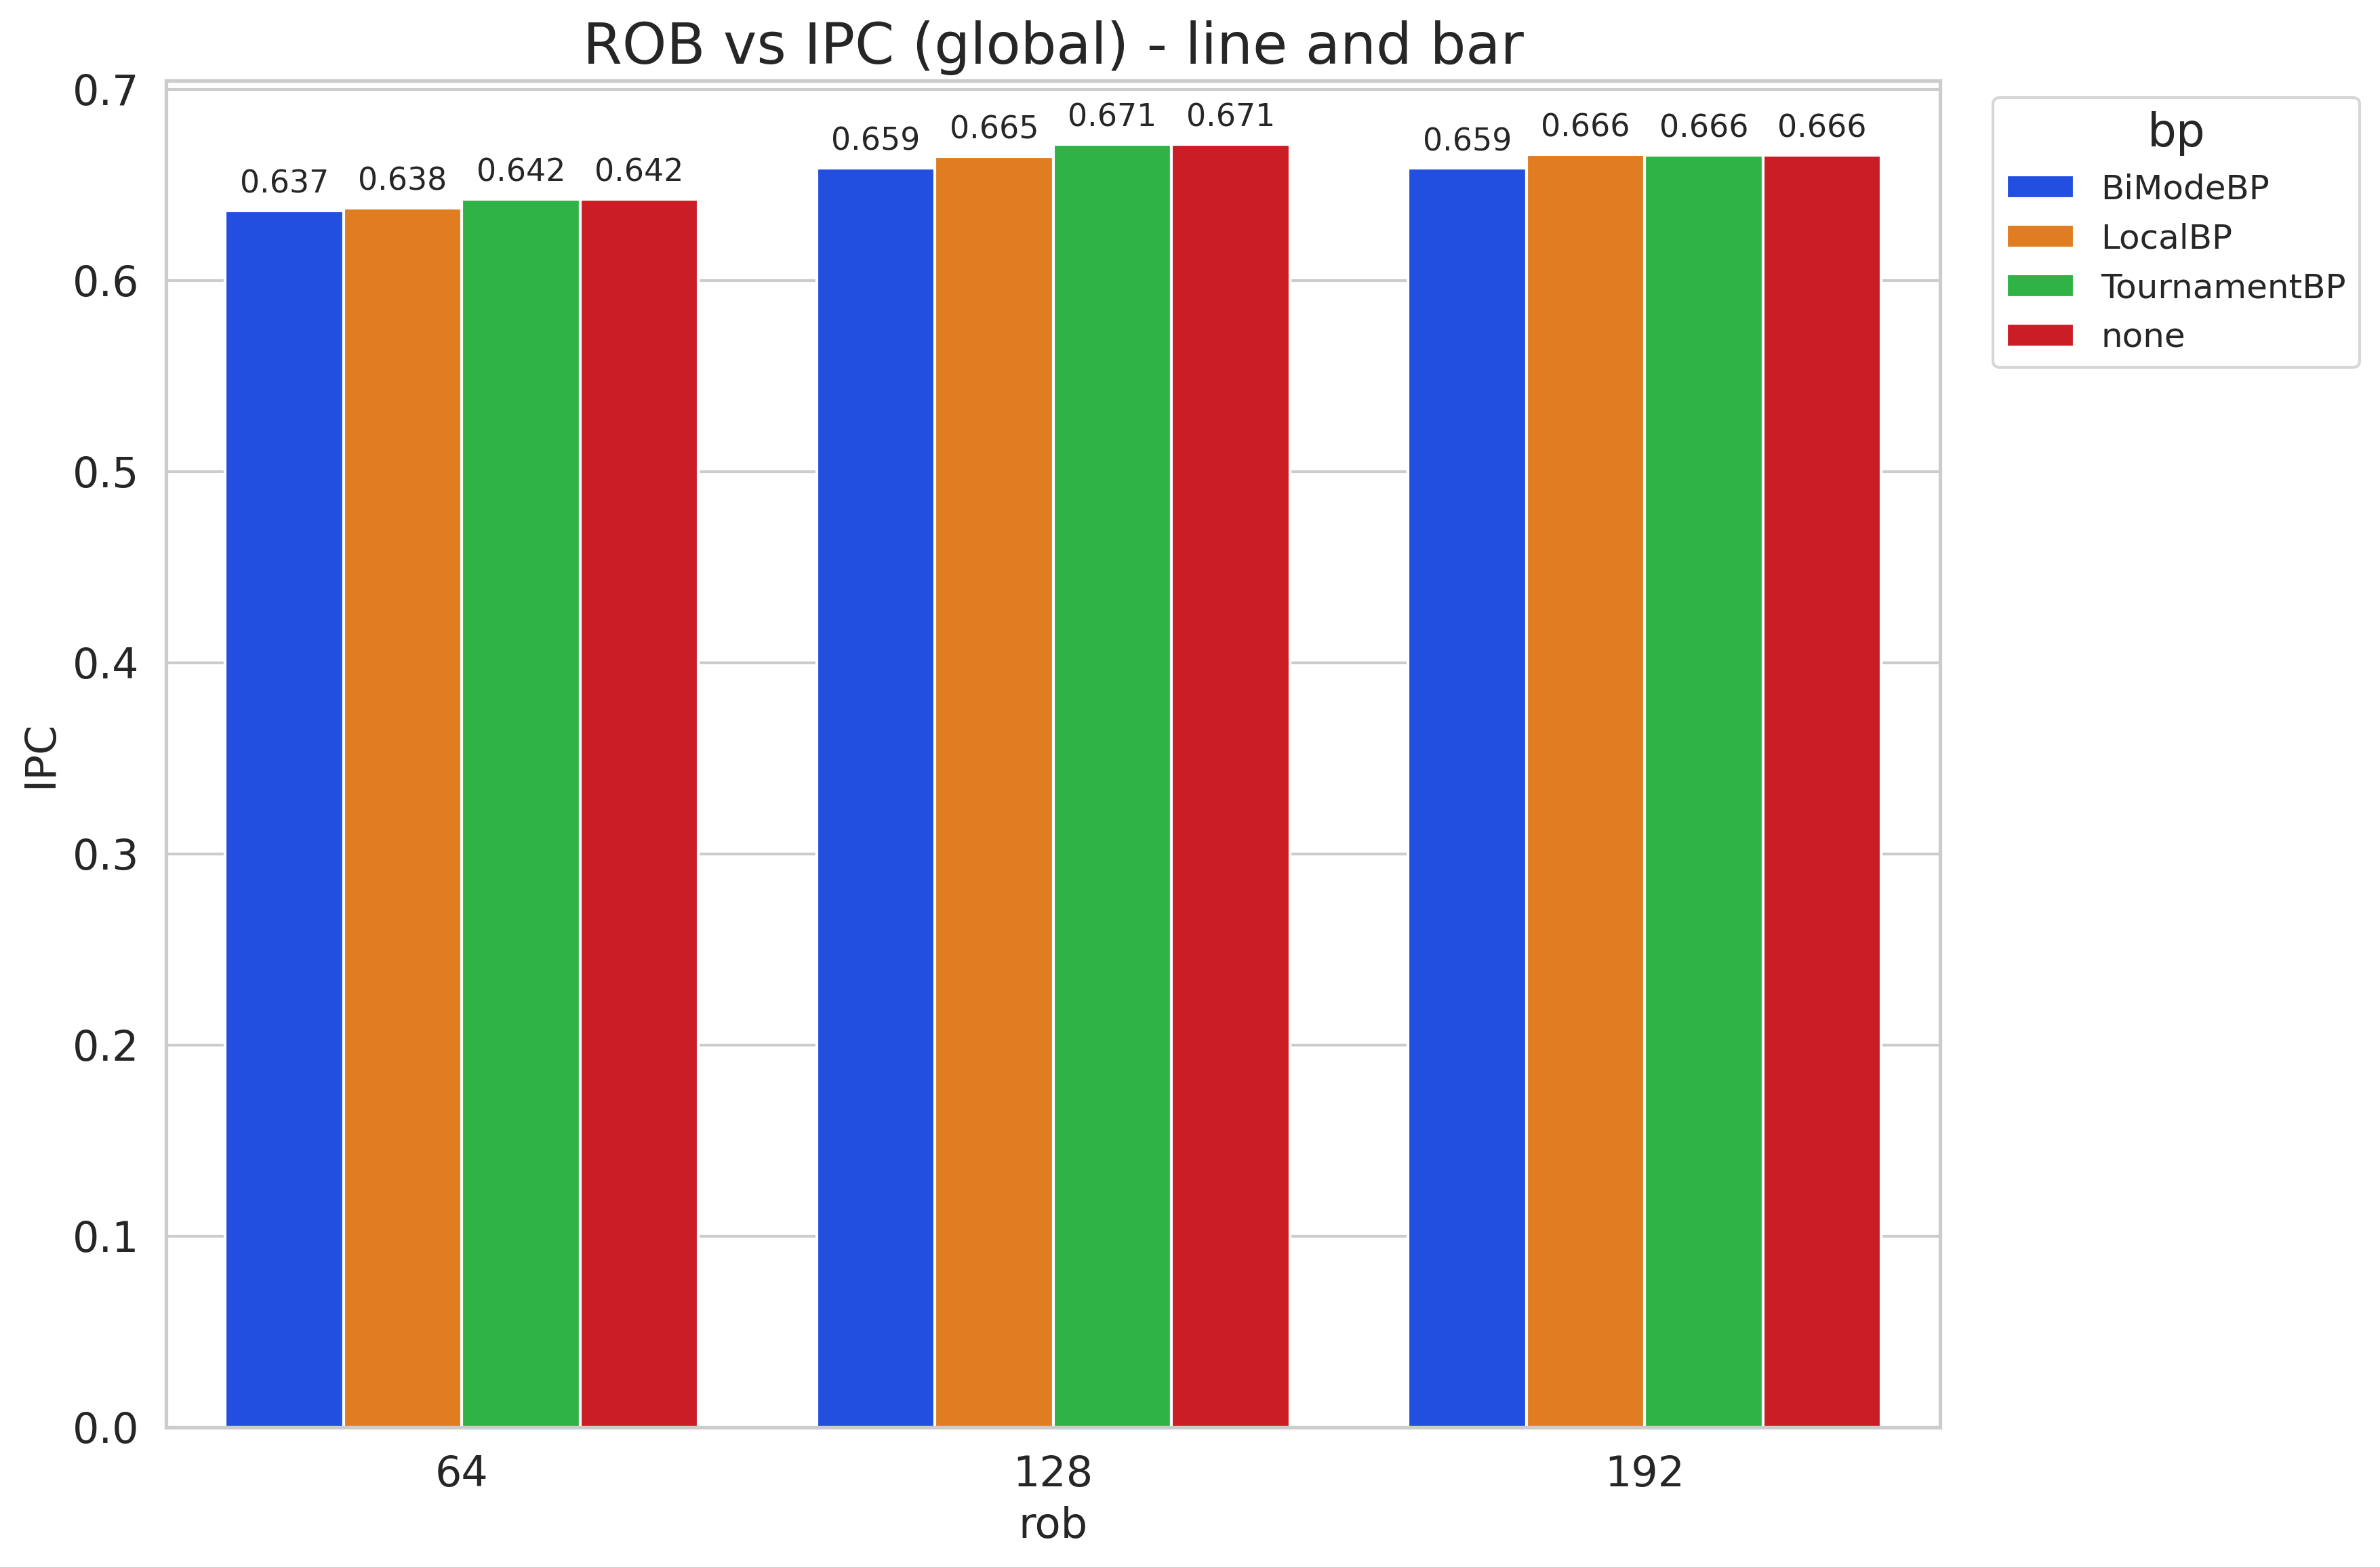 ROB vs IPC (global) - line and bar
0.7
0.6
0.5
0.4
0.3
0.2
0.1
0.0
IPC
0.637 0.638 0.642 0.642
0.659 0.665 0.671 0.671
0.659 0.666 0.666 0.666
64 128 192
rob
bp
BiModeBP
LocalBP
TournamentBP
none